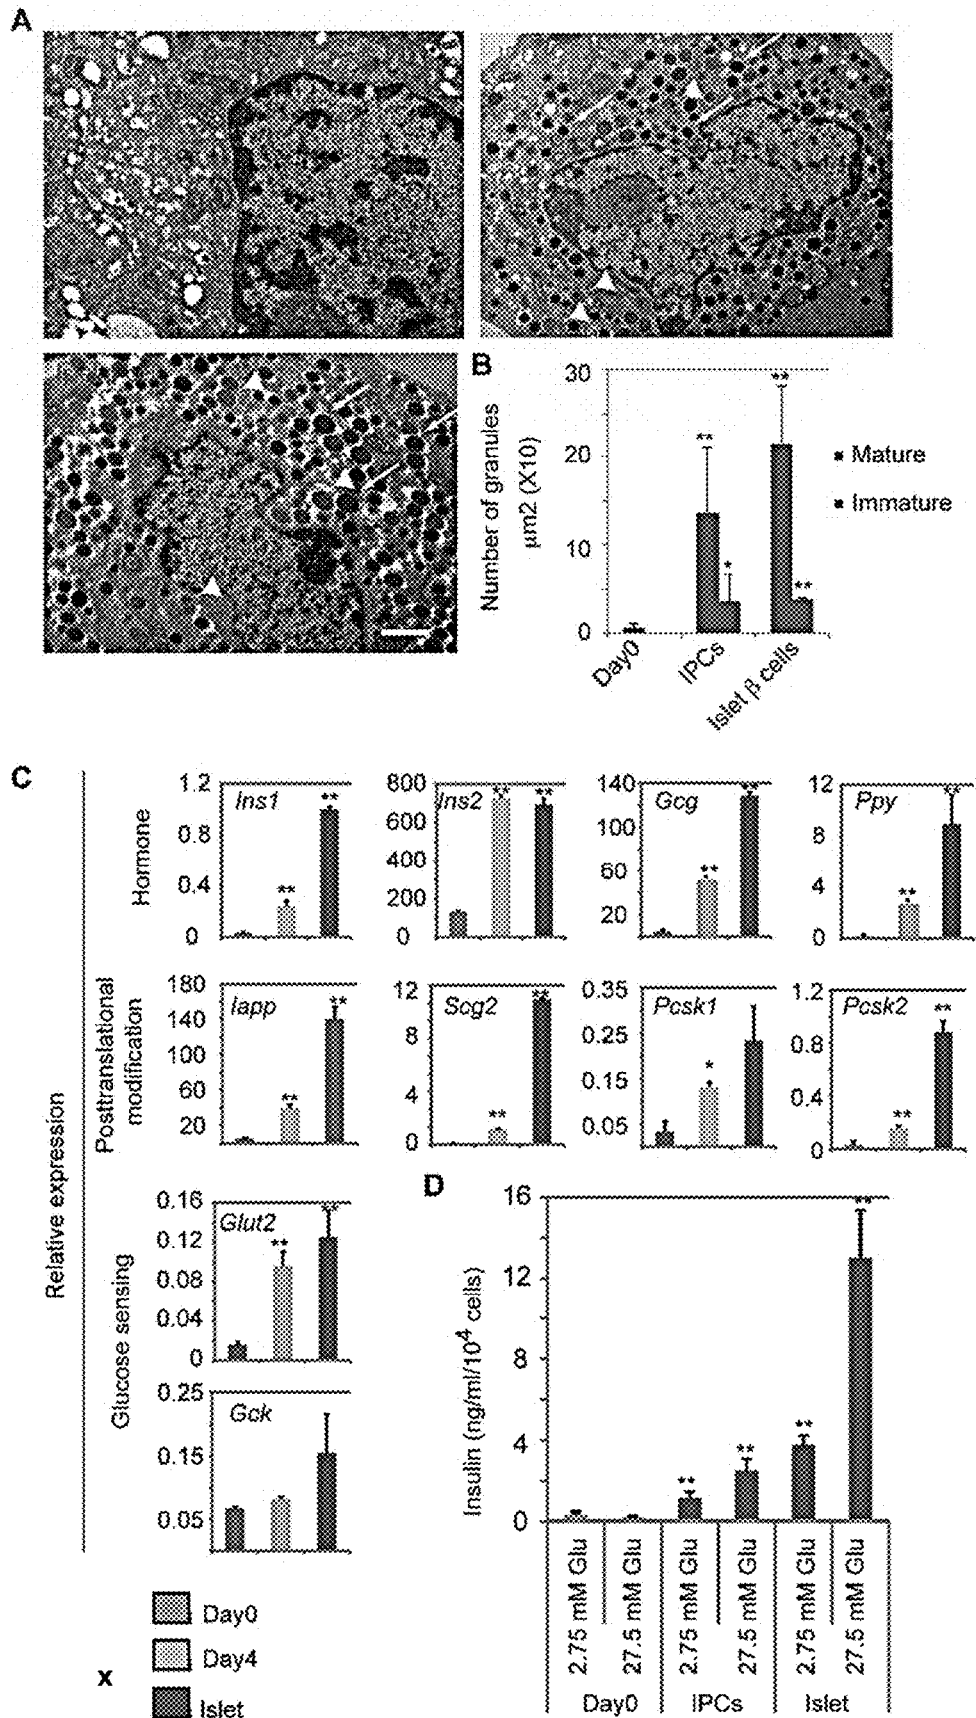 A
B
30
20
10
0
Number of granules
µm2 (X10)
** ** * **
Mature
Immature
Day0
IPCs
Islet β cells
C
Relative expression
Hormone
Ins1
1.2
0.8
0.4
0
** **
Ins2
800
600
400
200
0
** **
Gcg
140
100
60
20
** **
Ppy
12
8
4
0
** **
Posttranslational
modification
Iapp
180
140
100
60
20
** **
Scg2
12
8
4
0
** **
Pcsk1
0.35
0.25
0.15
0.05
*
Pcsk2
1.2
0.8
0.4
0
** **
Glucose sensing
Glut2
0.16
0.12
0.08
0.04
0
** **
Gck
0.25
0.15
0.05
Day0
Day4
Islet
x
D
Insulin (ng/ml/10⁴ cells)
16
12
8
4
0
** ** ** **
2.75 mM Glu
27.5 mM Glu
2.75 mM Glu
27.5 mM Glu
2.75 mM Glu
27.5 mM Glu
Day0
IPCs
Islet